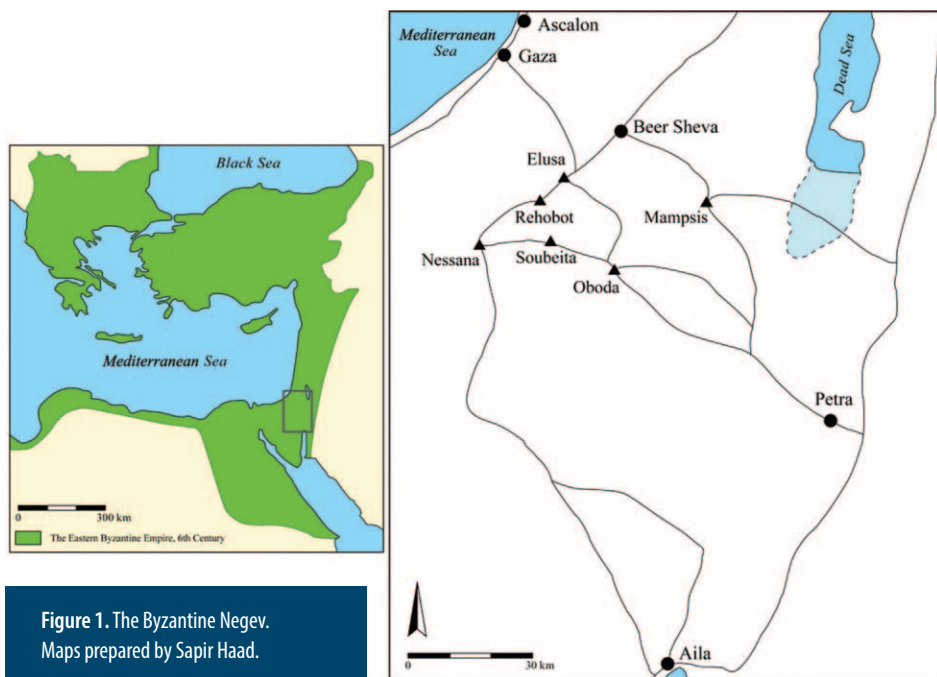 Black Sea
Mediterranean Sea
0 300 km
The Eastern Byzantine Empire, 6th Century
Figure 1. The Byzantine Negev.
Maps prepared by Sapir Haad.
Mediterranean
Sea
Ascalon
Gaza
Dead Sea
Beer Sheva
Elusa
Rehobot
Mampsis
Nessana
Soubeita
Oboda
Petra
Aila
0 30 km